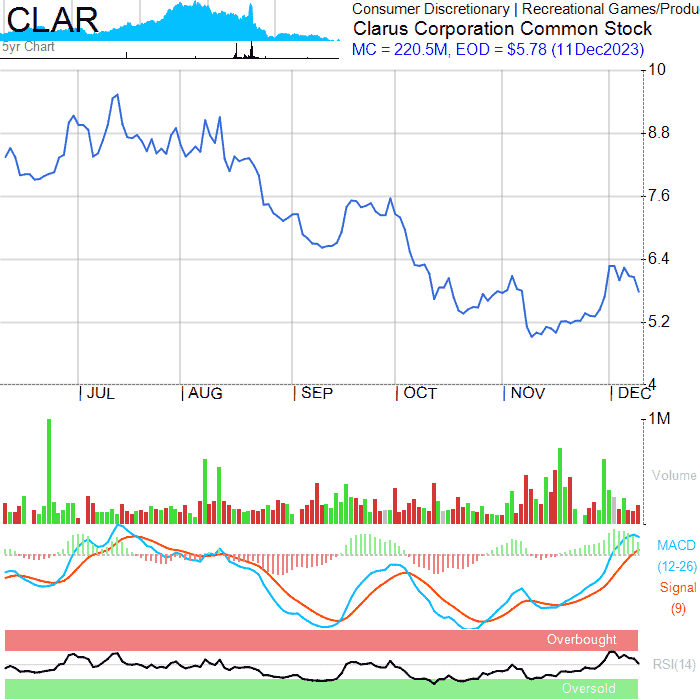 CLAR
5yr Chart
Consumer Discretionary | Recreational Games/Produ
Clarus Corporation Common Stock
MC = 220.5M, EOD = $5.78 (11Dec2023)
10
8.8
7.6
6.4
5.2
4
JUL
AUG
SEP
OCT
NOV
DEC
1M
Volume
MACD
(12-26)
Signal
(9)
Overbought
RSI(14)
Oversold